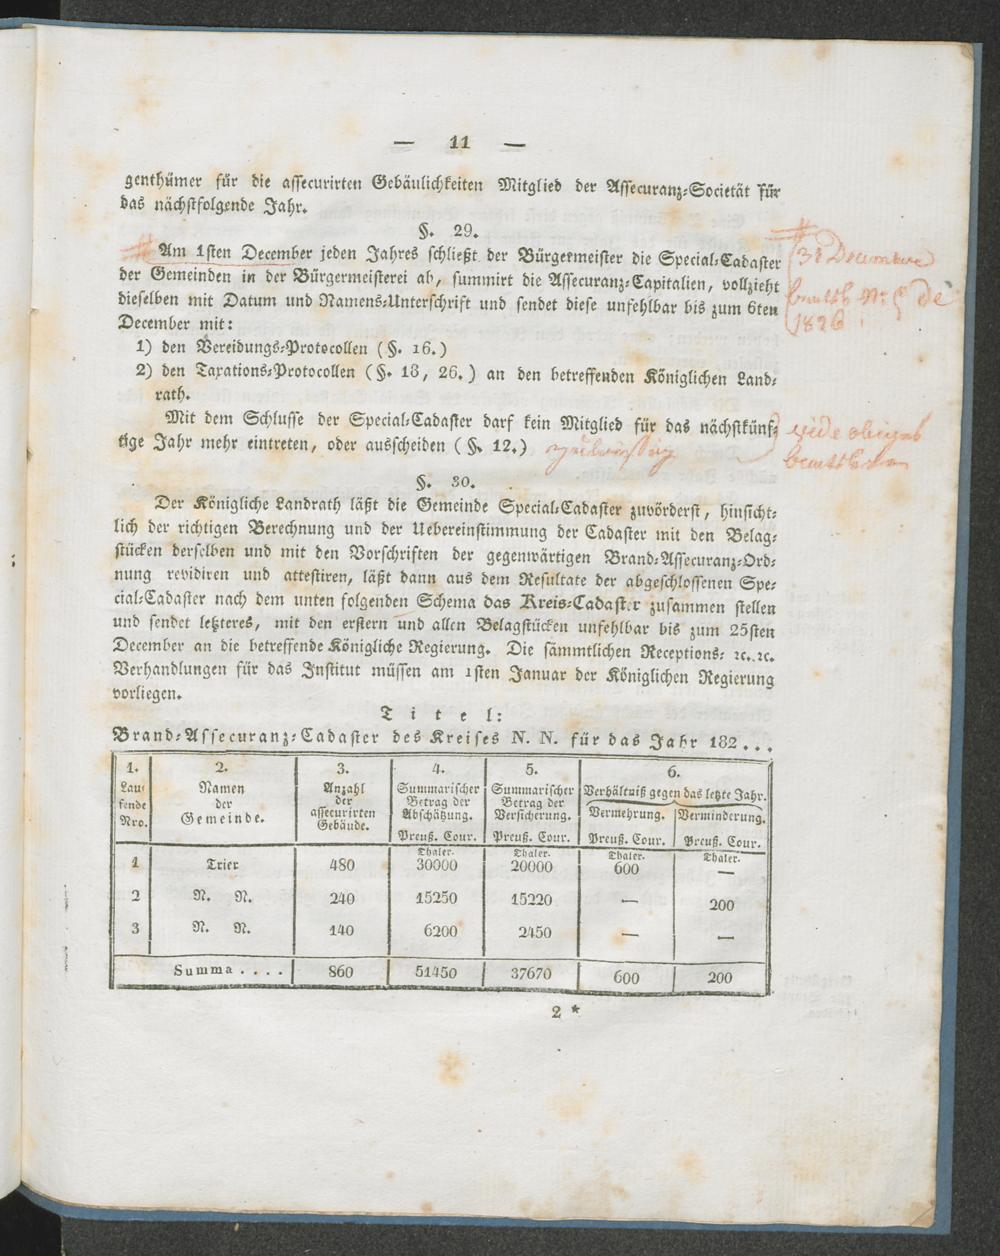 — 11 —
genthümer für die assecurirten Gebäulichkeiten Mitglied der Assecuranz-Societät für
das nächstfolgende Jahr.
§. 29.
Am 1sten December jeden Jahres schließt der Bürgermeister die Special-Cadaster
der Gemeinden in der Bürgermeisterei ab, summirt die Assecuranz-Capitalien, vollzieht
dieselben mit Datum und Namens-Unterschrift und sendet diese unfehlbar bis zum 6ten
December mit:
1) den Vereidungs-Protocollen (§. 16.)
2) den Taxations-Protocollen (§. 18, 26.) an den betreffenden Königlichen Land-
rath.
Mit dem Schlusse der Special-Cadaster darf kein Mitglied für das nächstkünf-
tige Jahr mehr eintreten, oder ausscheiden (§. 12.)
§. 30.
Der Königliche Landrath läßt die Gemeinde Special-Cadaster zuvörderst, hinsicht-
lich der richtigen Berechnung und der Uebereinstimmung der Cadaster mit den Belag-
stücken derselben und mit den Vorschriften der gegenwärtigen Brand-Assecuranz-Ord-
nung revidiren und attestiren, läßt dann aus dem Resultate der abgeschlossenen Spe-
cial-Cadaster nach dem unten folgenden Schema das Kreis-Cadaster zusammen stellen
und sendet letzteres, mit den erstern und allen Belagstücken unfehlbar bis zum 25sten
December an die betreffende Königliche Regierung. Die sämmtlichen Receptions- ꝛc. ꝛc.
Verhandlungen für das Institut müssen am 1sten Januar der Königlichen Regierung
vorliegen.
Titel:
Brand-Assecuranz-Cadaster des Kreises N. N. für das Jahr 182...
1. 2. 3. 4. 5. 6.
Lau- Namen Anzahl Summarischer Summarischer Verhältniß gegen das letzte Jahr.
fende der der Betrag der Betrag der
Nro. Gemeinde. assecurirten Abschätzung. Versicherung. Vermehrung. Verminderung.
Gebäude. Preuß. Cour. Preuß. Cour. Preuß. Cour. Preuß. Cour.
Thaler. Thaler. Thaler. Thaler.
1 Trier 480 30000 20000 600 —
2 N. N. 240 15250 15220 — 200
3 N. N. 140 6200 2450 — —
Summa.... 860 51450 37670 600 200
2 *
1826
vide obiges